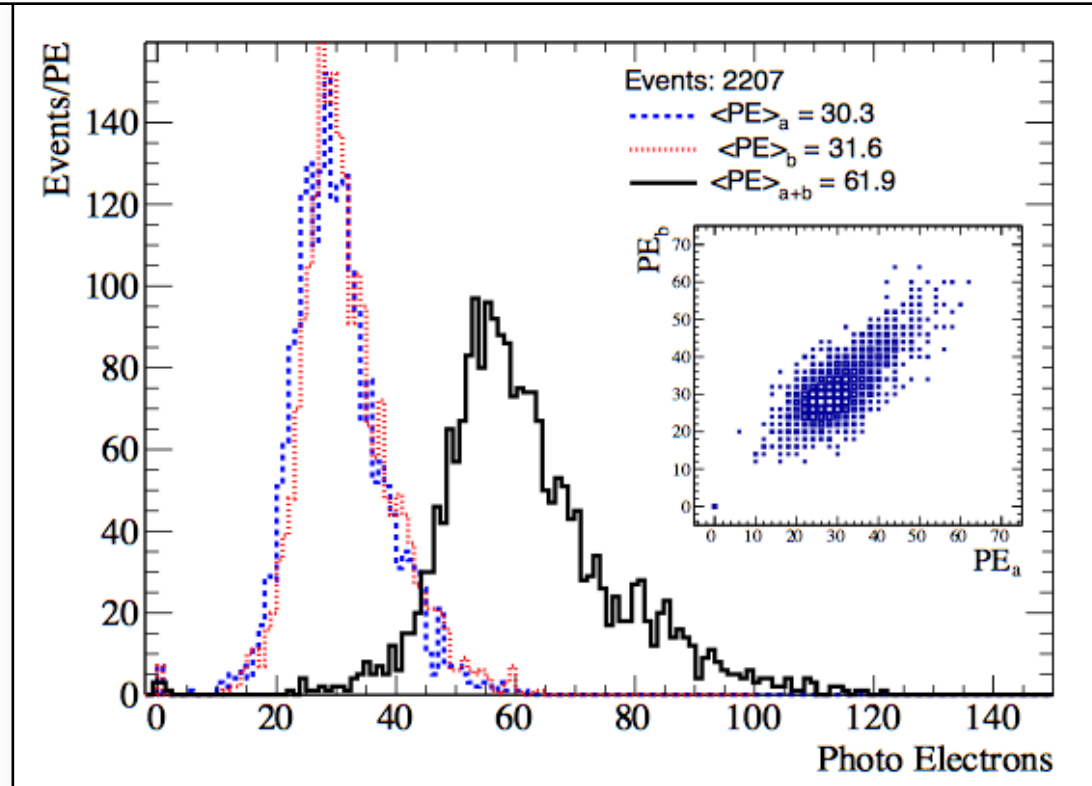 Events/PE
Events: 2207
<PE>a = 30.3
<PE>b = 31.6
<PE>a+b = 61.9
140
120
100
80
60
40
20
0
0 20 40 60 80 100 120 140
Photo Electrons
PEb
70
60
50
40
30
20
10
0
0 10 20 30 40 50 60 70
PEa